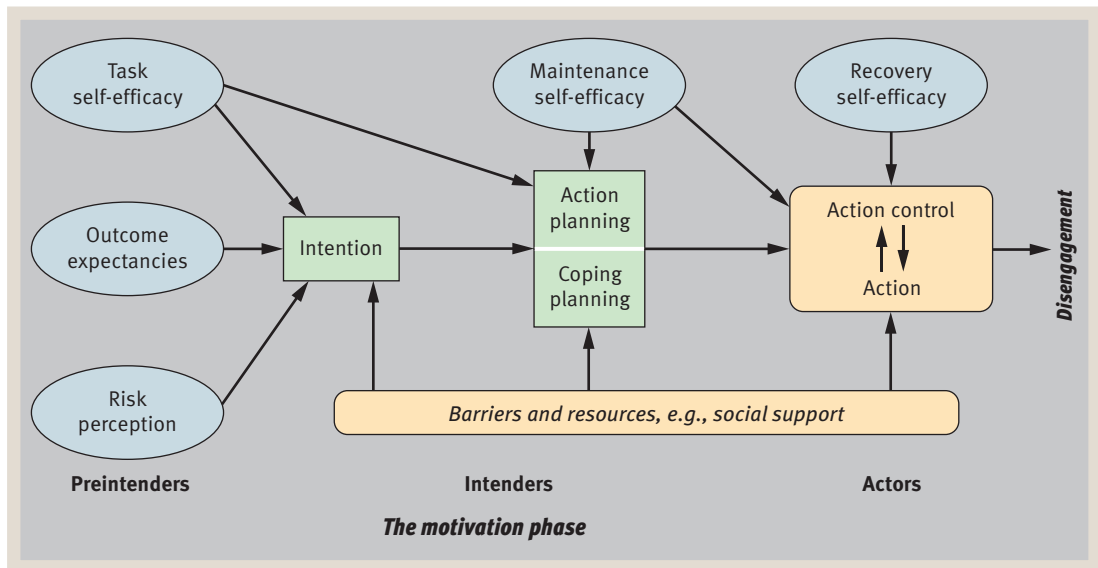 Task
self-efficacy
Maintenance
self-efficacy
Recovery
self-efficacy
Outcome
expectancies
Intention
Action
planning
Coping
planning
Action control
Action
Disengagement
Risk
perception
Barriers and resources, e.g., social support
Preintenders
Intenders
Actors
The motivation phase